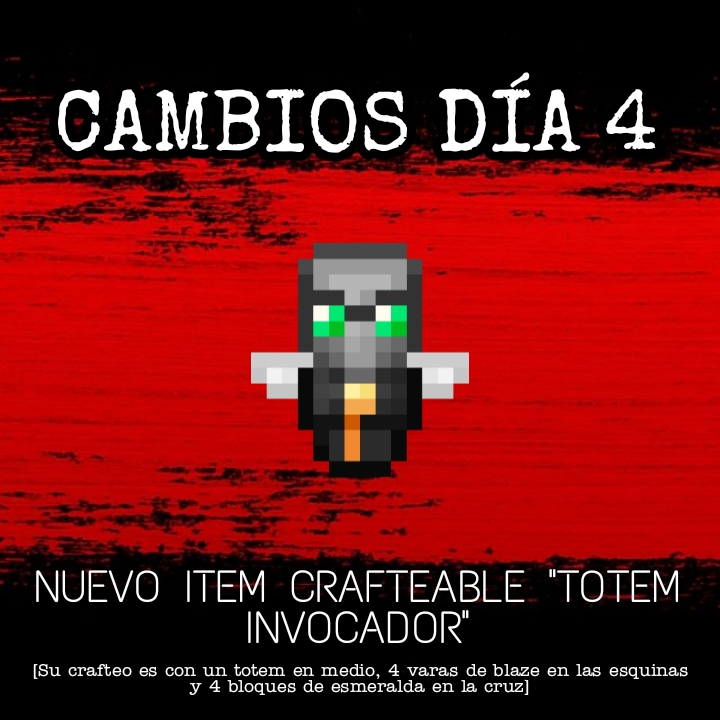 CAMBIOS DÍA 4
NUEVO ITEM CRAFTEABLE "TOTEM
INVOCADOR"
[Su crafteo es con un totem en medio, 4 varas de blaze en las esquinas
y 4 bloques de esmeralda en la cruz]